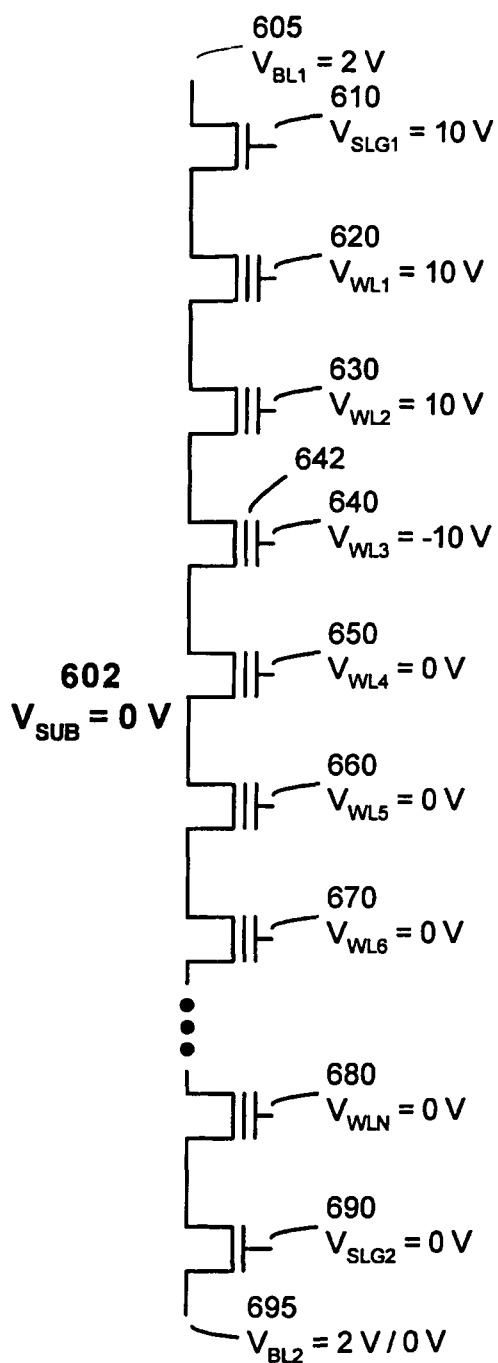 605
V_BL1 = 2 V
610
V_SLG1 = 10 V
620
V_WL1 = 10 V
630
V_WL2 = 10 V
642
640
V_WL3 = -10 V
650
V_WL4 = 0 V
602
V_SUB = 0 V
660
V_WL5 = 0 V
670
V_WL6 = 0 V
680
V_WLN = 0 V
690
V_SLG2 = 0 V
695
V_BL2 = 2 V / 0 V